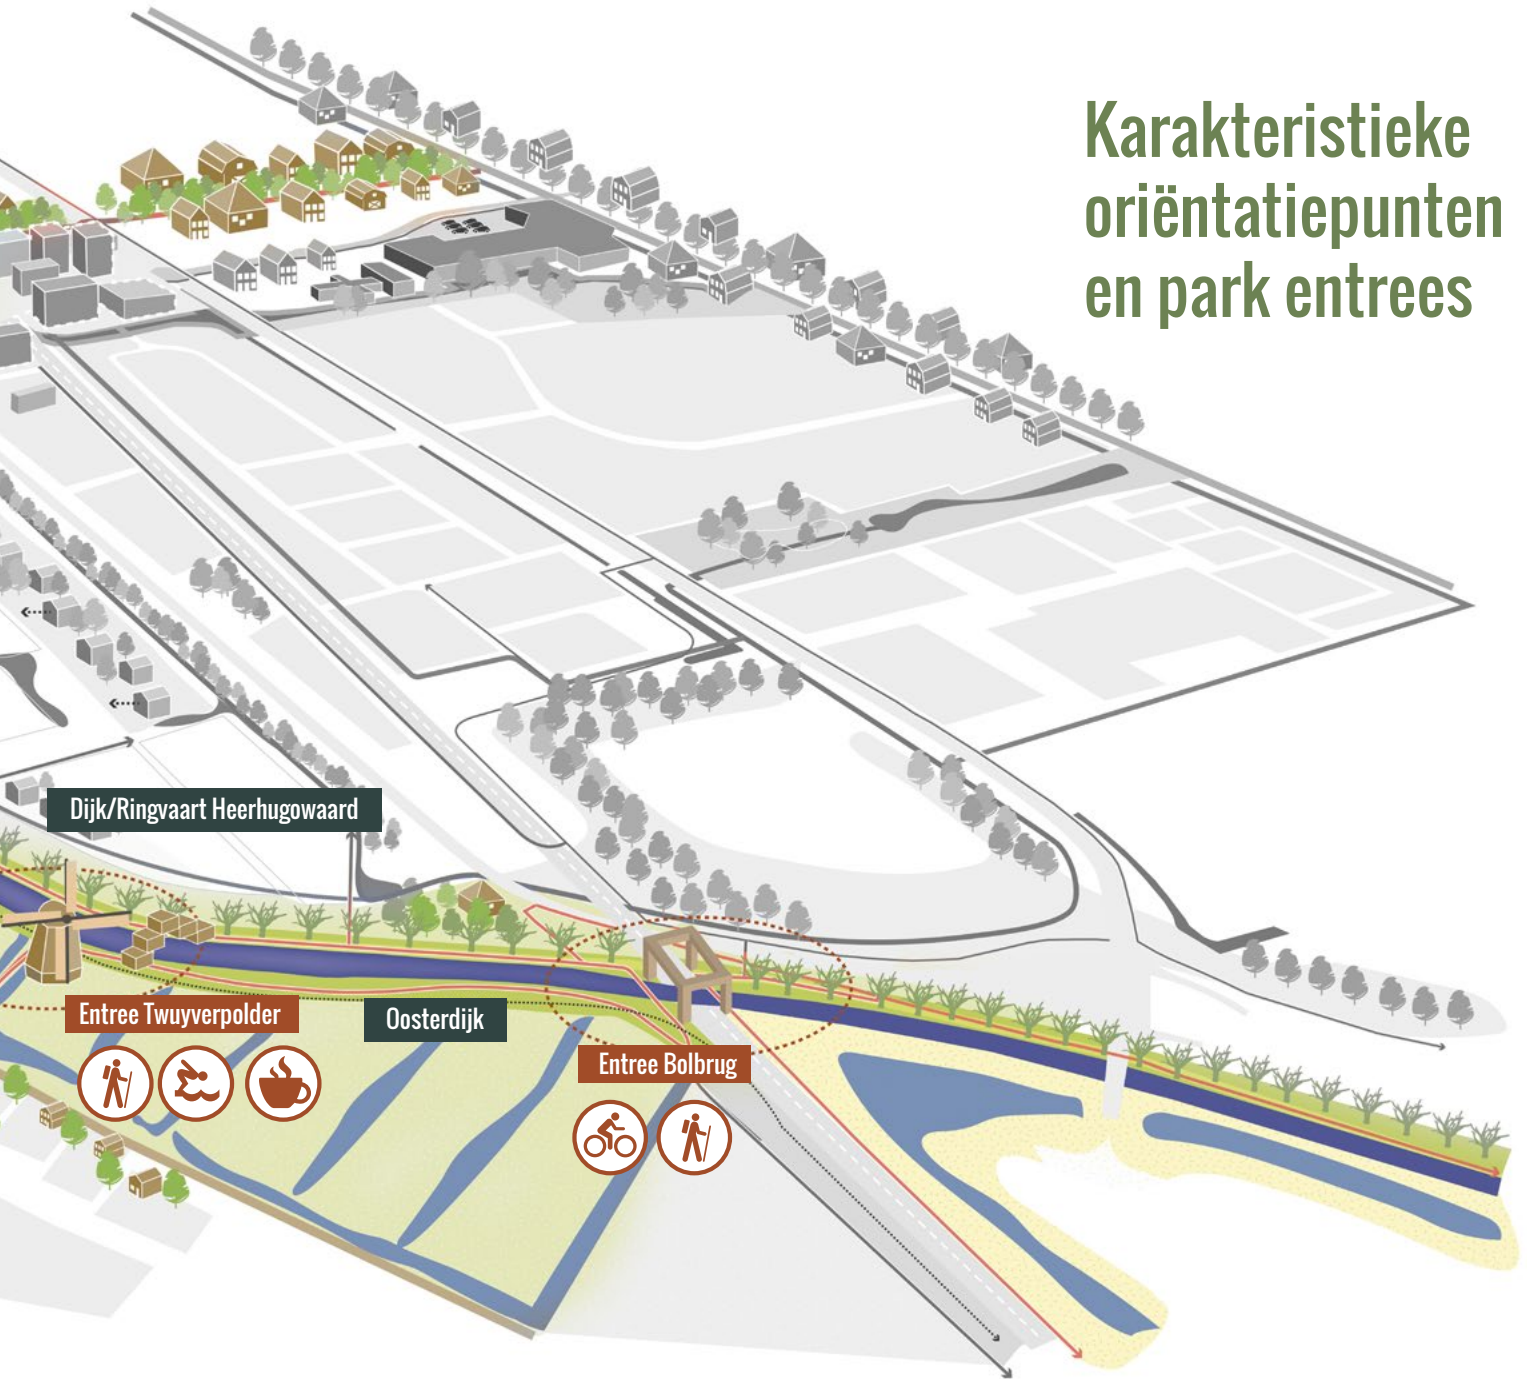 Karakteristieke
oriëntatiepunten
en park entrees
Dijk/Ringvaart Heerhugowaard
Entree Twuyverpolder
Oosterdijk
Entree Bolbrug